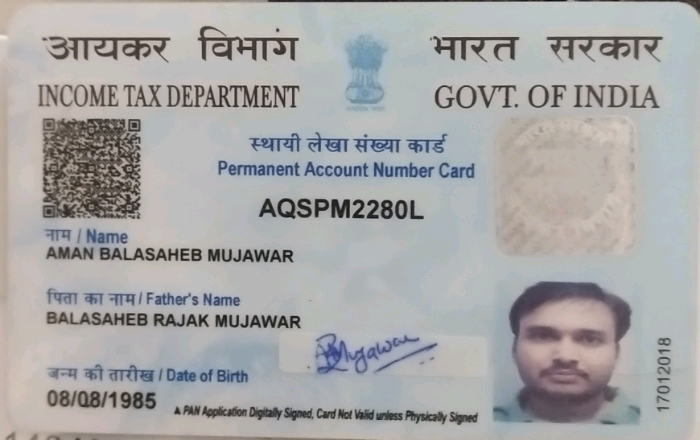 आयकर विभाग
INCOME TAX DEPARTMENT
भारत सरकार
GOVT. OF INDIA
स्थायी लेखा संख्या कार्ड
Permanent Account Number Card
AQSPM2280L
नाम / Name
AMAN BALASAHEB MUJAWAR
पिता का नाम / Father's Name
BALASAHEB RAJAK MUJAWAR
जन्म की तारीख / Date of Birth
08/08/1985
PAN Application Digitally Signed, Card Not Valid unless Physically Signed
17012018